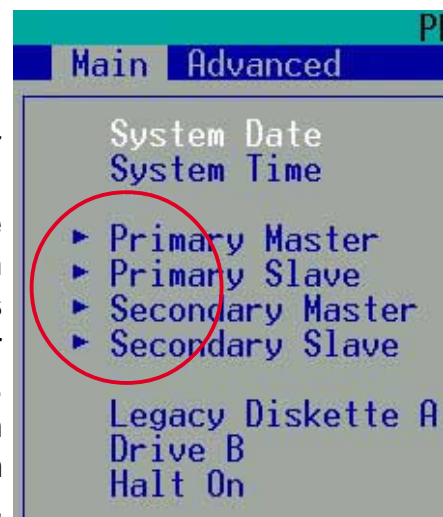 Main Advanced
System Date
System Time
► Primary Master
► Primary Slave
► Secondary Master
► Secondary Slave
Legacy Diskette A
Drive B
Halt On